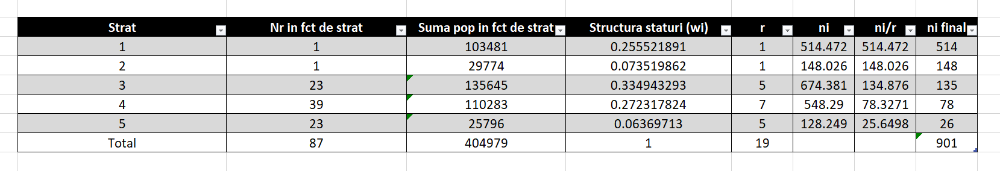 Strat Nr in fct de strat Suma pop in fct de strat Structura staturi (wi) r ni ni/r ni final
1 1 103481 0.255521891 1 514.472 514.472 514
2 1 29774 0.073519862 1 148.026 148.026 148
3 23 135645 0.334943293 5 674.381 134.876 135
4 39 110283 0.272317824 7 548.29 78.3271 78
5 23 25796 0.06369713 5 128.249 25.6498 26
Total 87 404979 1 19 901